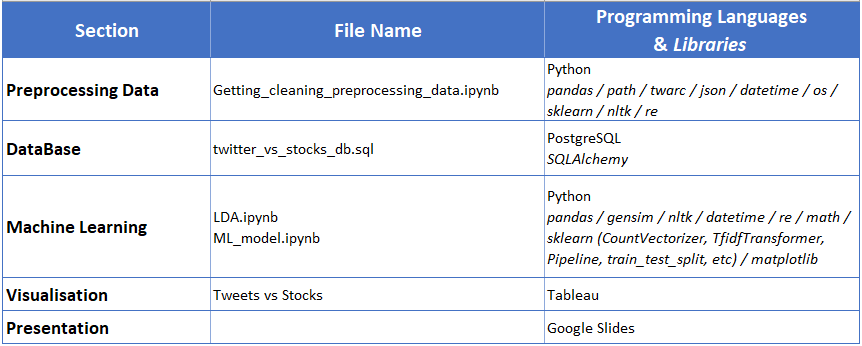 Section
File Name
Programming Languages
& Libraries
Preprocessing Data
Getting_cleaning_preprocessing_data.ipynb
Python
pandas / path / twarc / json / datetime / os /
sklearn / nltk / re
DataBase
twitter_vs_stocks_db.sql
PostgreSQL
SQLAlchemy
Machine Learning
LDA.ipynb
ML_model.ipynb
Python
pandas / gensim / nltk / datetime / re / math /
sklearn (CountVectorizer, TfidfTransformer,
Pipeline, train_test_split, etc) / matplotlib
Visualisation
Tweets vs Stocks
Tableau
Presentation
Google Slides